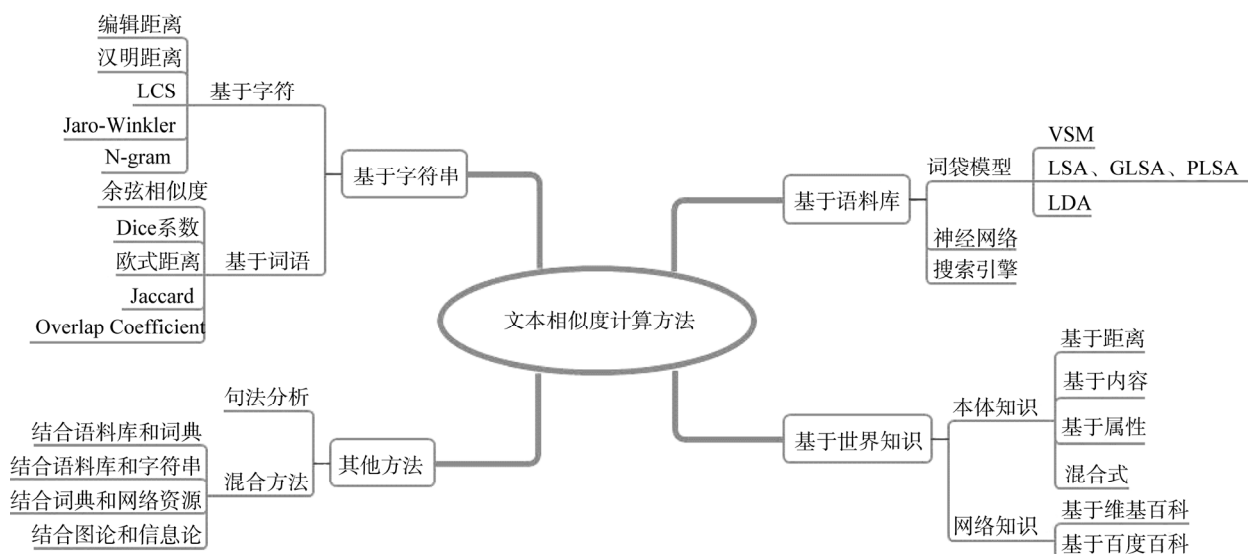 文本相似度计算方法
基于字符串
基于字符
编辑距离
汉明距离
LCS
Jaro-Winkler
N-gram
基于词语
余弦相似度
Dice系数
欧式距离
Jaccard
Overlap Coefficient
其他方法
句法分析
混合方法
结合语料库和词典
结合语料库和字符串
结合词典和网络资源
结合图论和信息论
基于语料库
词袋模型
VSM
LSA、GLSA、PLSA
LDA
神经网络
搜索引擎
基于世界知识
本体知识
基于距离
基于内容
基于属性
混合式
网络知识
基于维基百科
基于百度百科